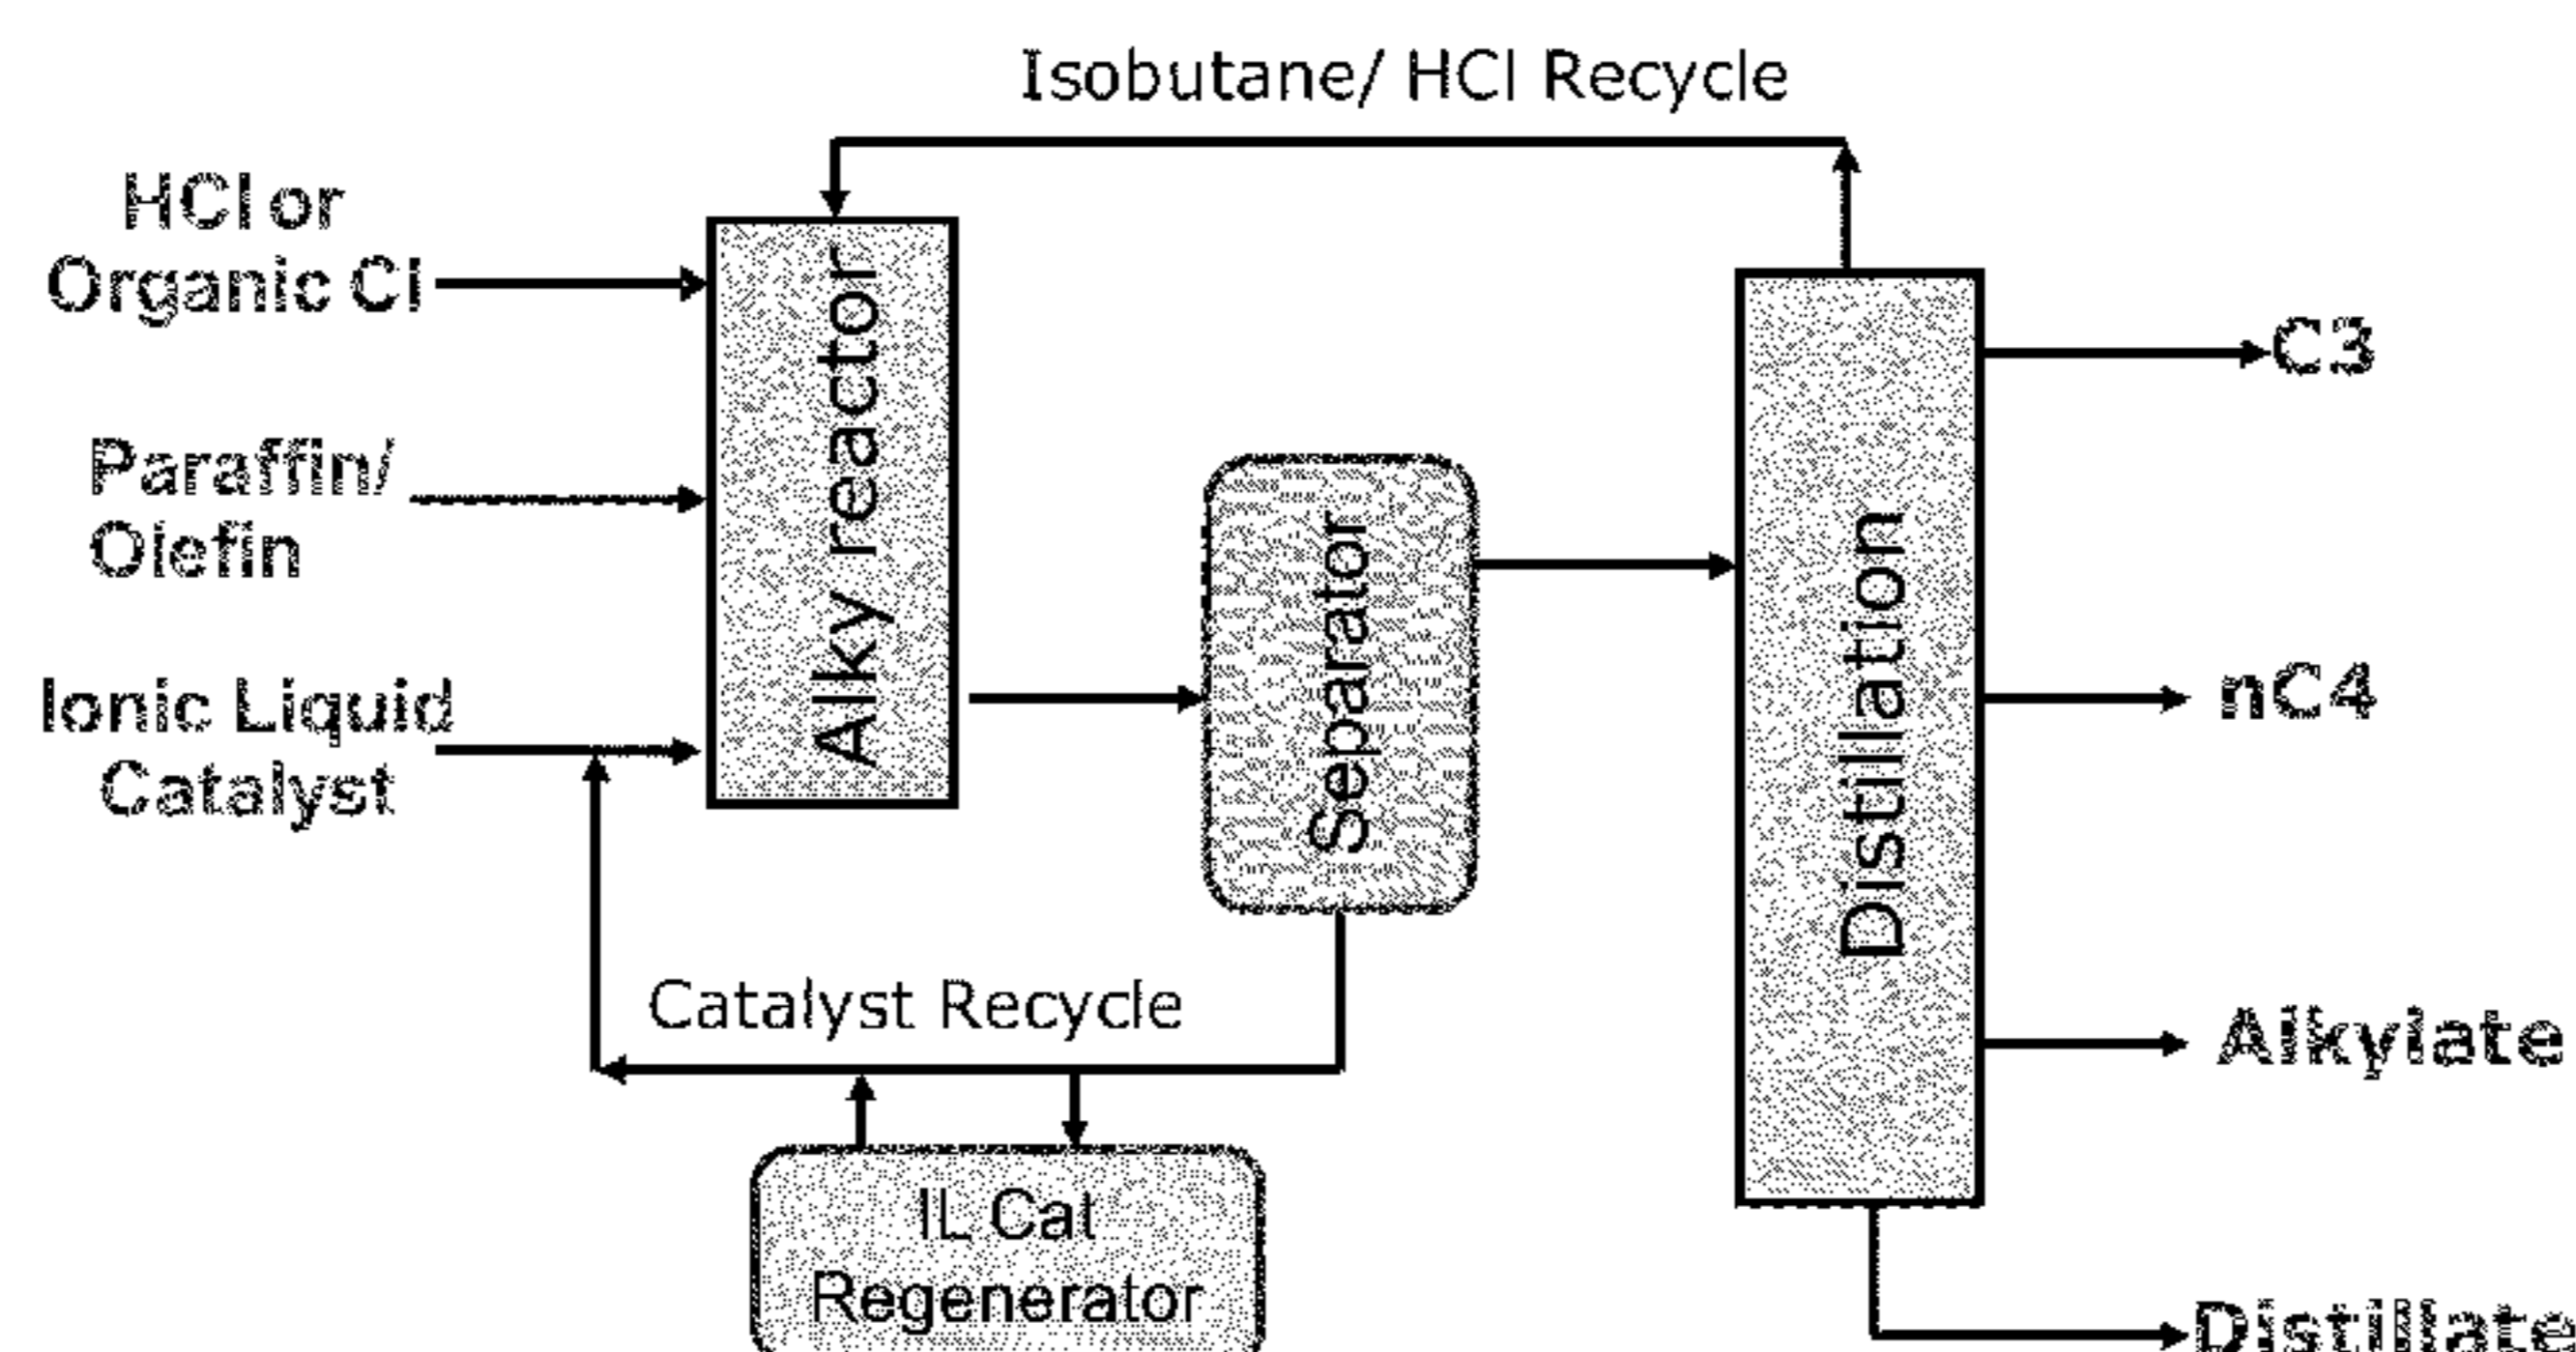 Isobutane/ HCl Recycle
HCl or
Organic Cl
Paraffin/
Olefin
Ionic Liquid
Catalyst
Alky reactor
Separator
Distillation
C3
nC4
Alkylate
Distillate
Catalyst Recycle
IL Cat
Regenerator